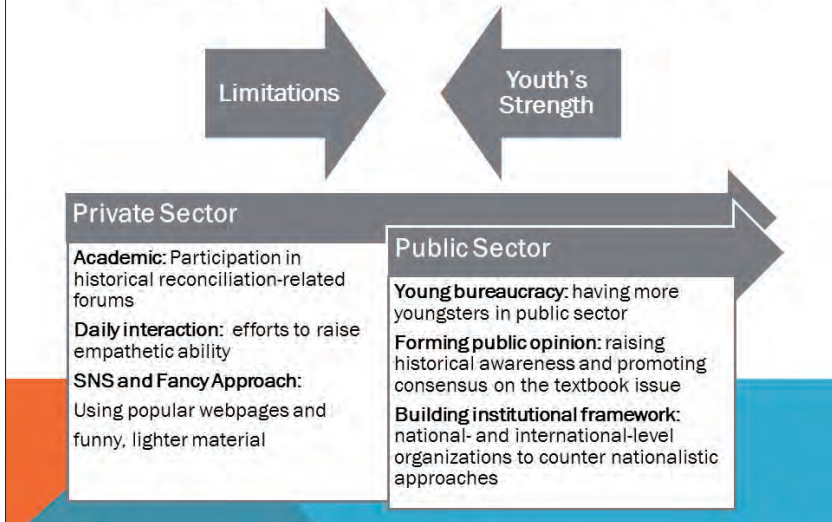 Limitations
Youth's
Strength
Private Sector
Academic: Participation in
historical reconciliation-related
forums
Daily interaction: efforts to raise
empathetic ability
SNS and Fancy Approach:
Using popular webpages and
funny, lighter material
Public Sector
Young bureaucracy: having more
youngsters in public sector
Forming public opinion: raising
historical awareness and promoting
consensus on the textbook issue
Building institutional framework:
national- and international-level
organizations to counter nationalistic
approaches